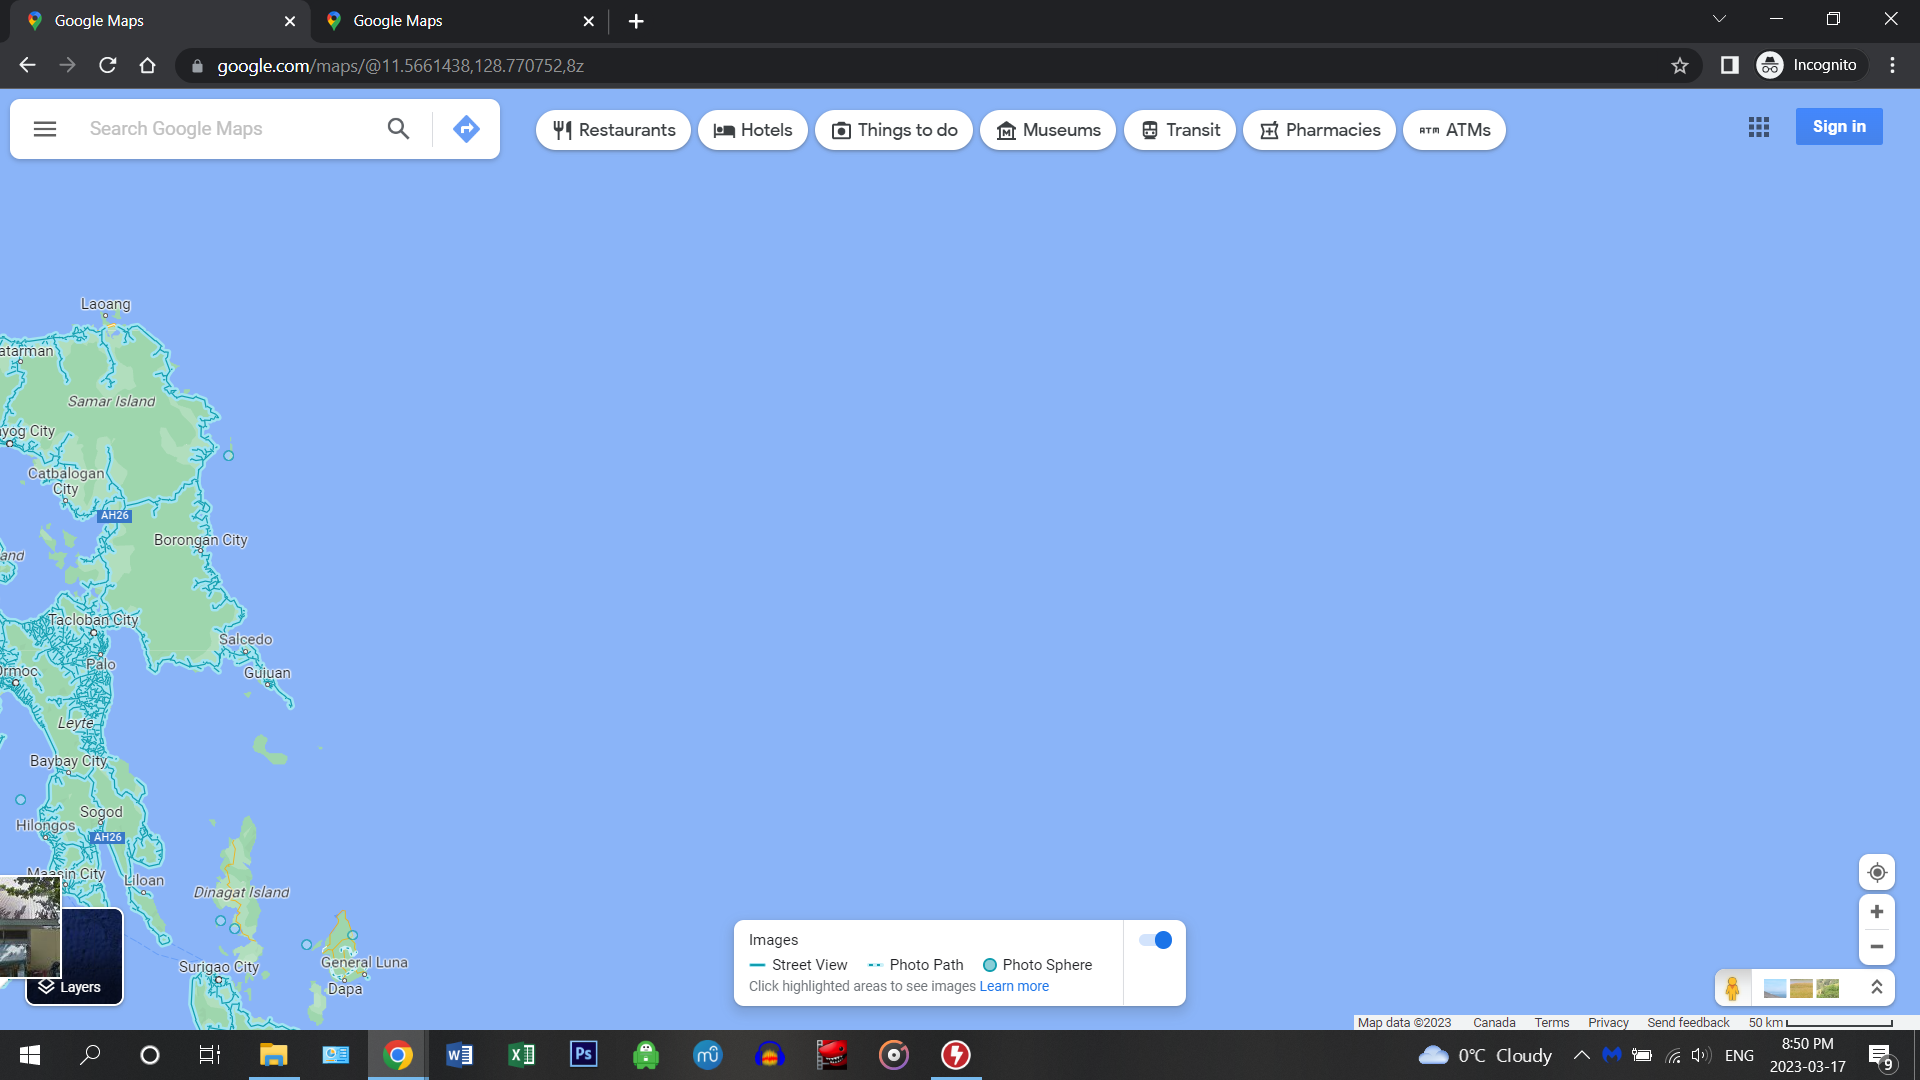 Google Maps
Google Maps
google.com/maps/@11.5661438,128.770752,8z
Incognito
Search Google Maps
Restaurants
Hotels
Things to do
Museums
Transit
Pharmacies
ATM ATMs
Sign in
Laoang
atarman
Samar Island
yog City
Catbalogan
City
AH26
Borongan City
and
Tacloban City
Salcedo
Palo
Ormoc
Guiuan
Leyte
Baybay City
Sogod
Hilongos
AH26
Maasin City
Liloan
Dinagat Island
Surigao City
General Luna
Dapa
Layers
Images
Street View
Photo Path
Photo Sphere
Click highlighted areas to see images Learn more
Map data ©2023
Canada
Terms
Privacy
Send feedback
50 km
0°C Cloudy
ENG
8:50 PM
2023-03-17
9